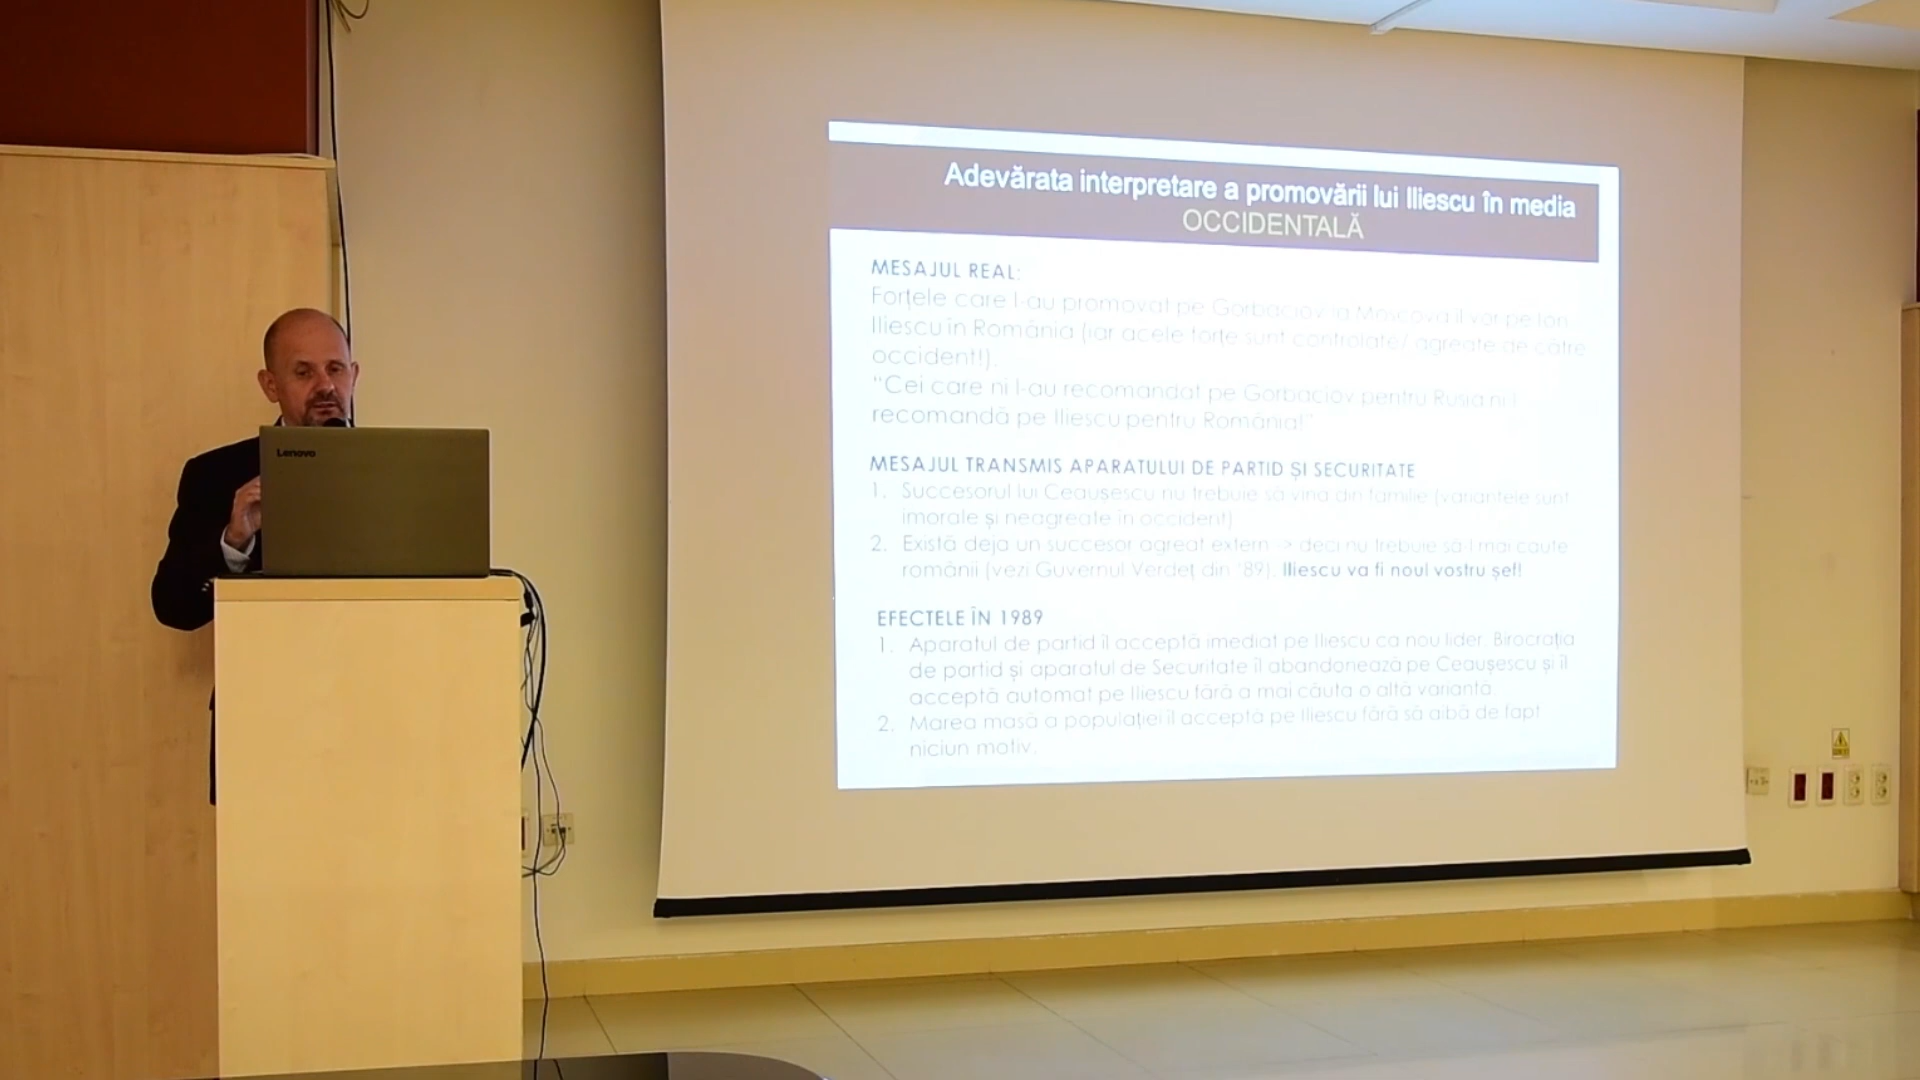 Lenovo
Adevărata interpretare a promovării lui Iliescu în media
OCCIDENTALĂ
MESAJUL REAL:
Forțele care l-au promovat pe Gorbaciov la Moscova îl vor pe Ion
Iliescu în România (iar acele forțe sunt controlate/ agreate de către
occident!).
"Cei care ni l-au recomandat pe Gorbaciov pentru Rusia ni-l
recomandă pe Iliescu pentru România!"
MESAJUL TRANSMIS APARATULUI DE PARTID ȘI SECURITATE
1. Succesorul lui Ceaușescu nu trebuie să vină din familie (variantele sunt
imorale și neagreate în occident)
2. Există deja un succesor agreat extern -> deci nu trebuie să-l mai caute
românii (vezi Guvernul Verdeț din '89). Iliescu va fi noul vostru șef!
EFECTELE ÎN 1989
1. Aparatul de partid îl acceptă imediat pe Iliescu ca nou lider. Birocrația
de partid și aparatul de Securitate îl abandonează pe Ceaușescu și îl
acceptă automat pe Iliescu fără a mai căuta o altă variantă.
2. Marea masă a populației îl acceptă pe Iliescu fără să aibă de fapt
niciun motiv.